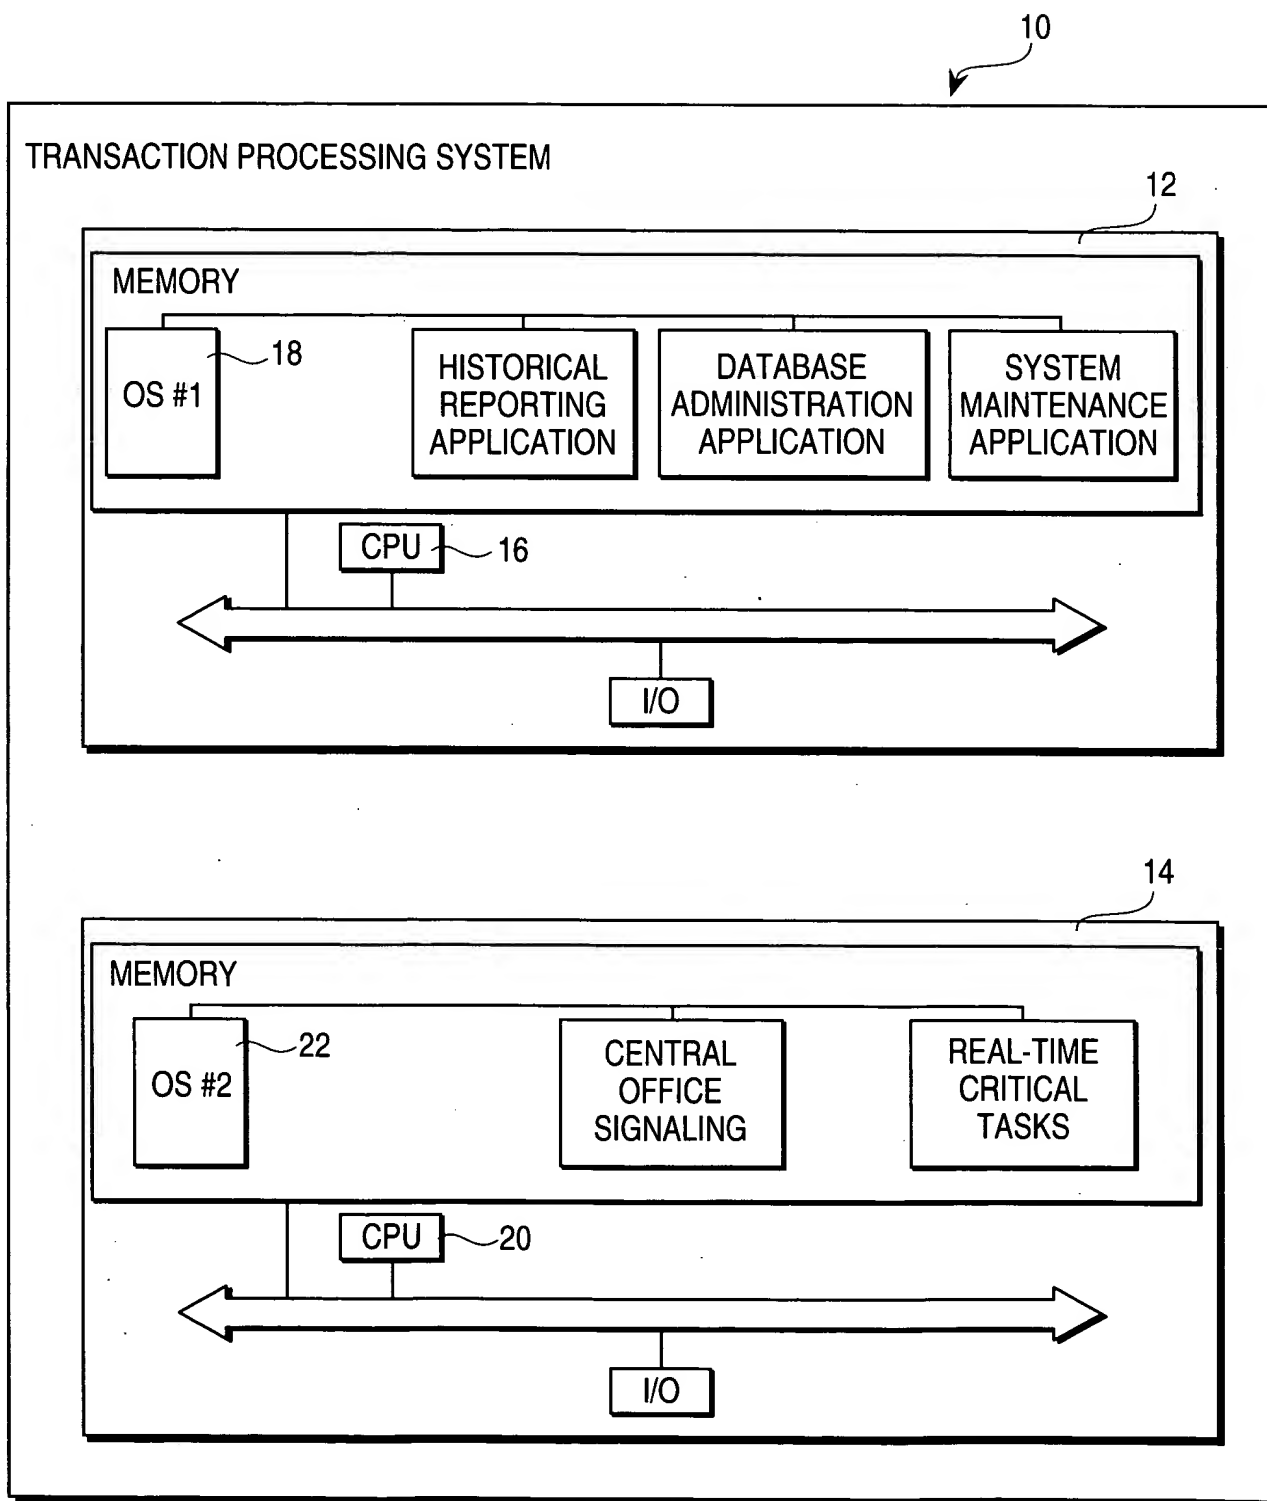 10
TRANSACTION PROCESSING SYSTEM
12
MEMORY
OS #1
18
HISTORICAL
REPORTING
APPLICATION
DATABASE
ADMINISTRATION
APPLICATION
SYSTEM
MAINTENANCE
APPLICATION
CPU
16
I/O
14
MEMORY
OS #2
22
CENTRAL
OFFICE
SIGNALING
REAL-TIME
CRITICAL
TASKS
CPU
20
I/O